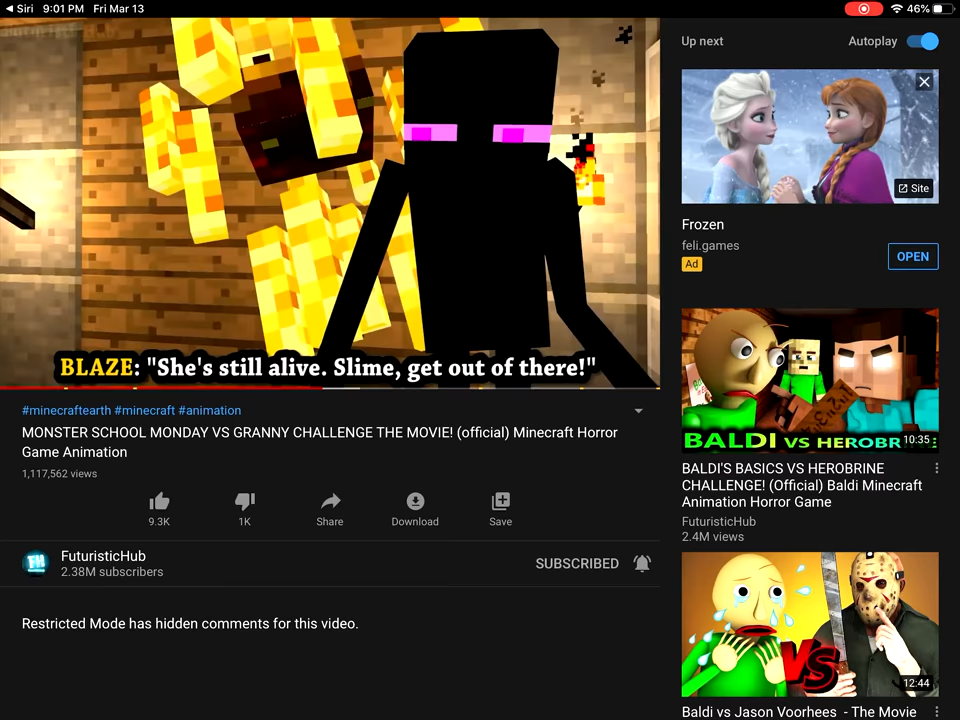 Siri 9:01 PM Fri Mar 13
46%
BLAZE: "She's still alive. Slime, get out of there!"
#minecraftearth #minecraft #animation
MONSTER SCHOOL MONDAY VS GRANNY CHALLENGE THE MOVIE! (official) Minecraft Horror
Game Animation
1,117,562 views
9.3K
1K
Share
Download
Save
FuturisticHub
2.38M subscribers
SUBSCRIBED
Restricted Mode has hidden comments for this video.
Up next
Autoplay
Site
Frozen
feli.games
Ad
OPEN
BALDI VS HEROBRINE
10:35
BALDI'S BASICS VS HEROBRINE
CHALLENGE! (Official) Baldi Minecraft
Animation Horror Game
FuturisticHub
2.4M views
VS
12:44
Baldi vs Jason Voorhees - The Movie